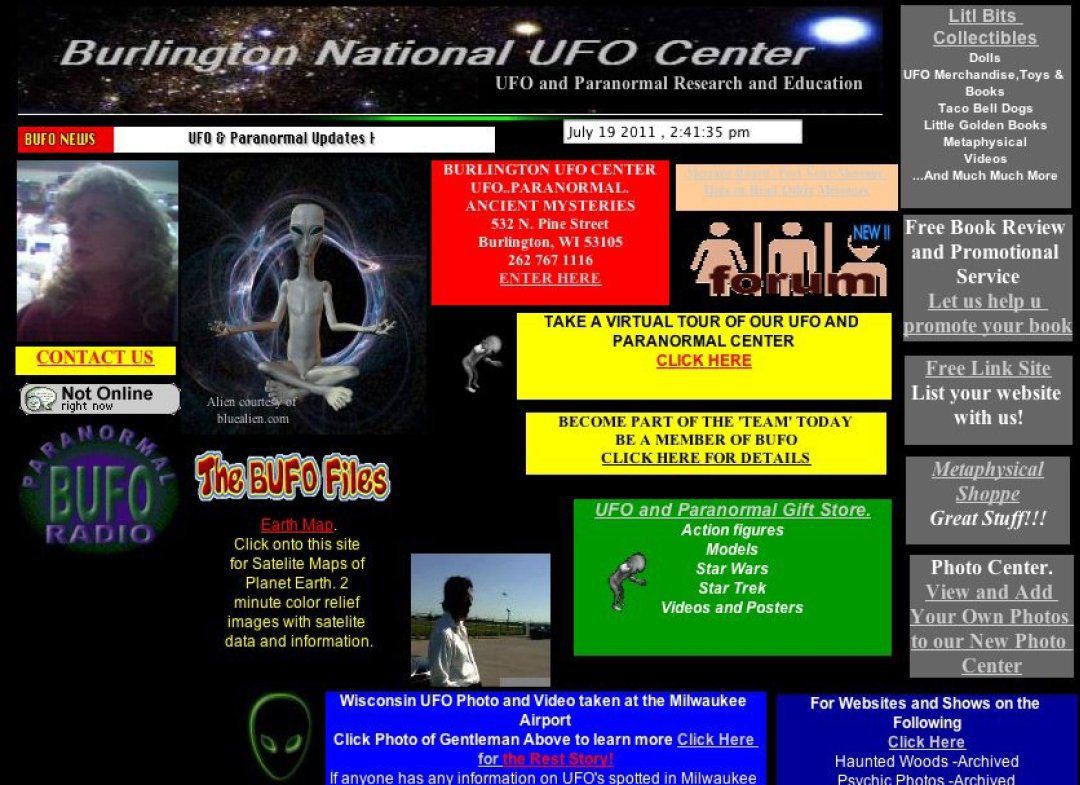 Burlington National UFO Center
UFO and Paranormal Research and Education
BUFO NEWS
UFO & Paranormal Updates
July 19 2011 , 2:41:35 pm
CONTACT US
Not Online
right now
PARANORMAL
BUFO
RADIO
Alien courtesy of
bluealien.com
The BUFO Files
Earth Map.
Click onto this site
for Satelite Maps of
Planet Earth. 2
minute color relief
images with satelite
data and information.
BURLINGTON UFO CENTER
UFO..PARANORMAL.
ANCIENT MYSTERIES
532 N. Pine Street
Burlington, WI 53105
262 767 1116
ENTER HERE
NEW !!
forum
TAKE A VIRTUAL TOUR OF OUR UFO AND
PARANORMAL CENTER
CLICK HERE
BECOME PART OF THE 'TEAM' TODAY
BE A MEMBER OF BUFO
CLICK HERE FOR DETAILS
UFO and Paranormal Gift Store.
Action figures
Models
Star Wars
Star Trek
Videos and Posters
Wisconsin UFO Photo and Video taken at the Milwaukee
Airport
Click Photo of Gentleman Above to learn more Click Here
for the Rest Story!
If anyone has any information on UFO's spotted in Milwaukee
Litl Bits
Collectibles
Dolls
UFO Merchandise,Toys &
Books
Taco Bell Dogs
Little Golden Books
Metaphysical
Videos
...And Much Much More
Free Book Review
and Promotional
Service
Let us help u
promote your book
Free Link Site
List your website
with us!
Metaphysical
Shoppe
Great Stuff!!!
Photo Center.
View and Add
Your Own Photos
to our New Photo
Center
For Websites and Shows on the
Following
Click Here
Haunted Woods -Archived
Psychic Photos -Archived